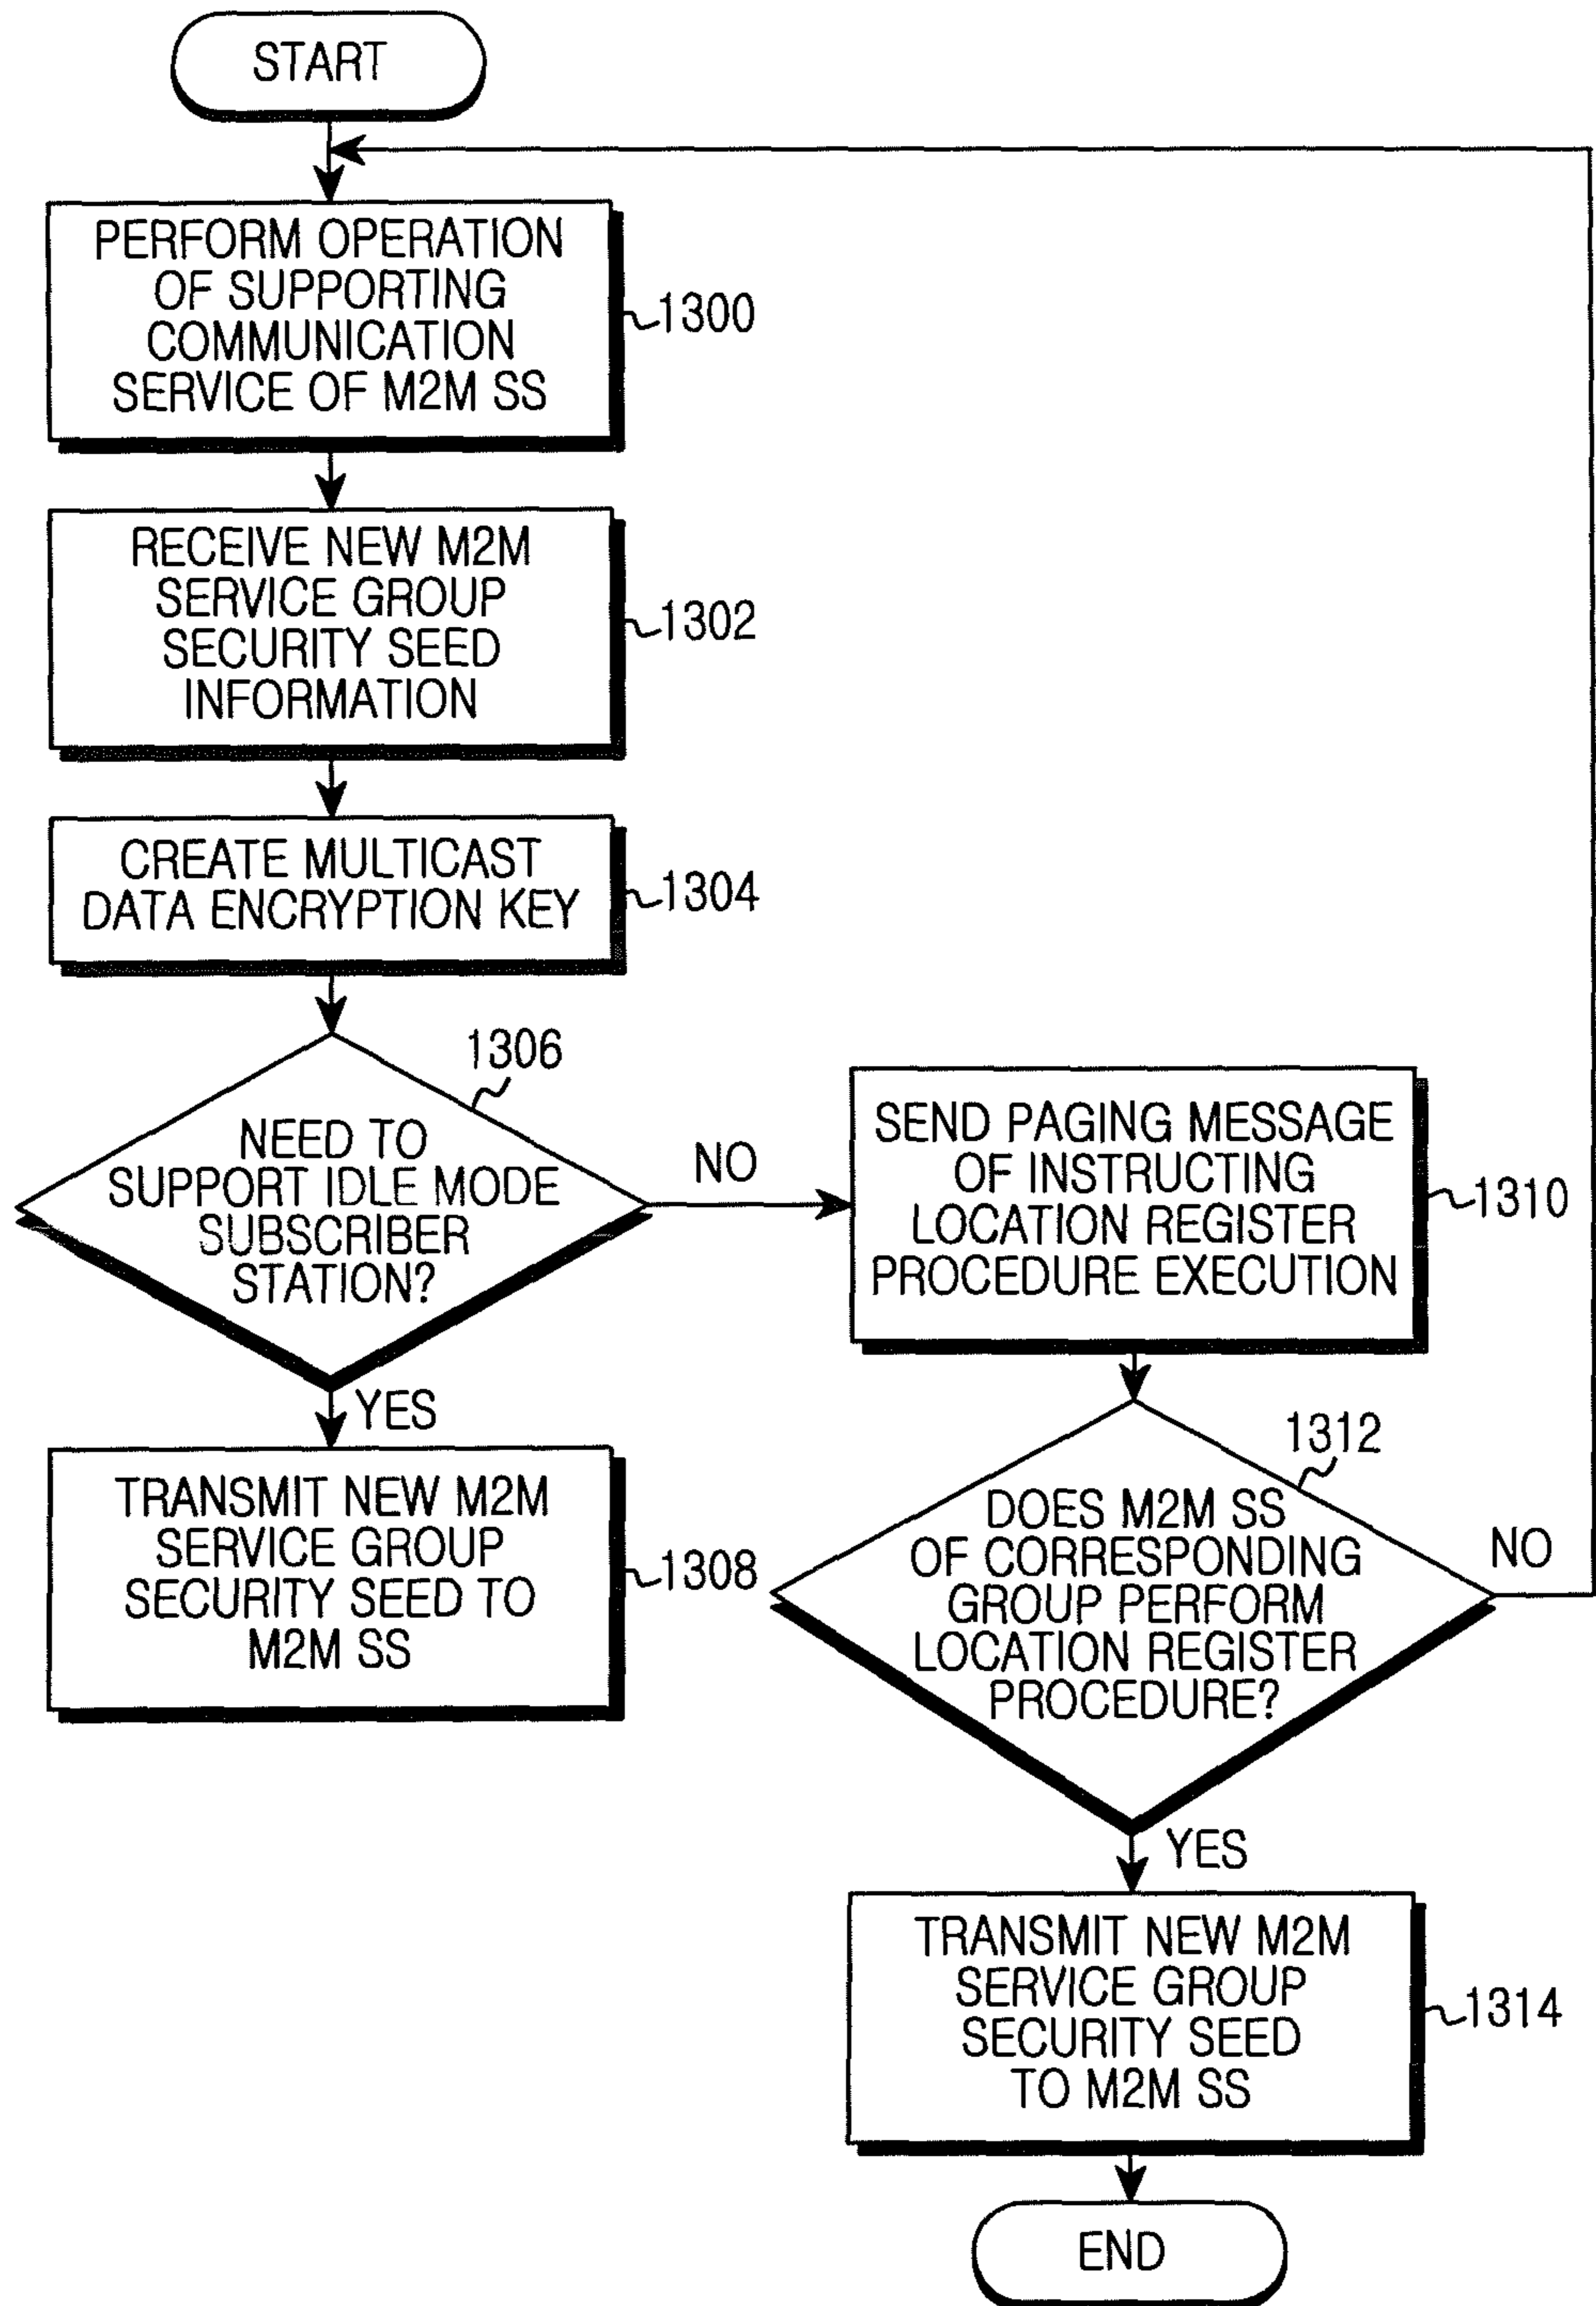 START
PERFORM OPERATION
OF SUPPORTING
COMMUNICATION
SERVICE OF M2M SS
1300
RECEIVE NEW M2M
SERVICE GROUP
SECURITY SEED
INFORMATION
1302
CREATE MULTICAST
DATA ENCRYPTION KEY
1304
1306
NEED TO
SUPPORT IDLE MODE
SUBSCRIBER
STATION?
NO
YES
TRANSMIT NEW M2M
SERVICE GROUP
SECURITY SEED TO
M2M SS
1308
SEND PAGING MESSAGE
OF INSTRUCTING
LOCATION REGISTER
PROCEDURE EXECUTION
1310
1312
DOES M2M SS
OF CORRESPONDING
GROUP PERFORM
LOCATION REGISTER
PROCEDURE?
NO
YES
TRANSMIT NEW M2M
SERVICE GROUP
SECURITY SEED
TO M2M SS
1314
END